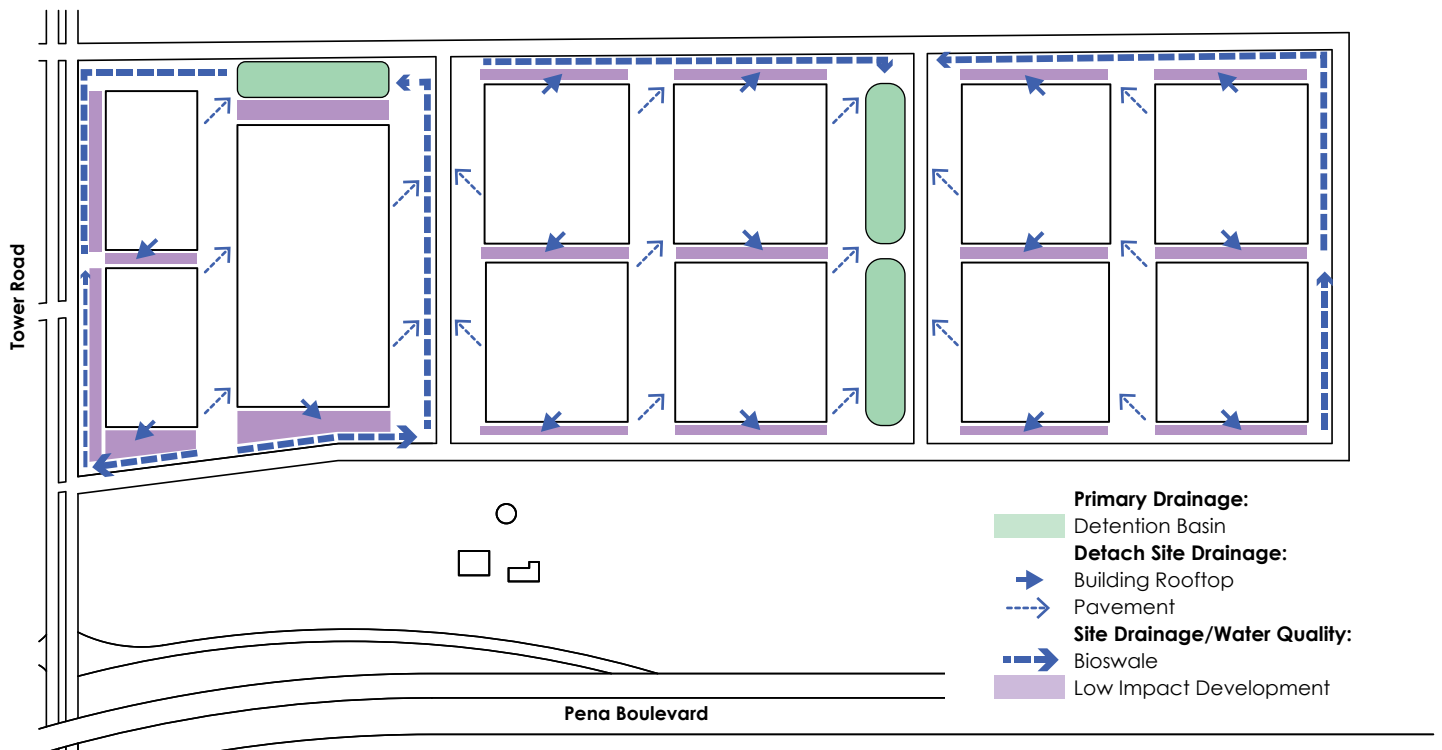 Tower Road
Primary Drainage:
Detention Basin
Detach Site Drainage:
Building Rooftop
Pavement
Site Drainage/Water Quality:
Bioswale
Low Impact Development
Pena Boulevard